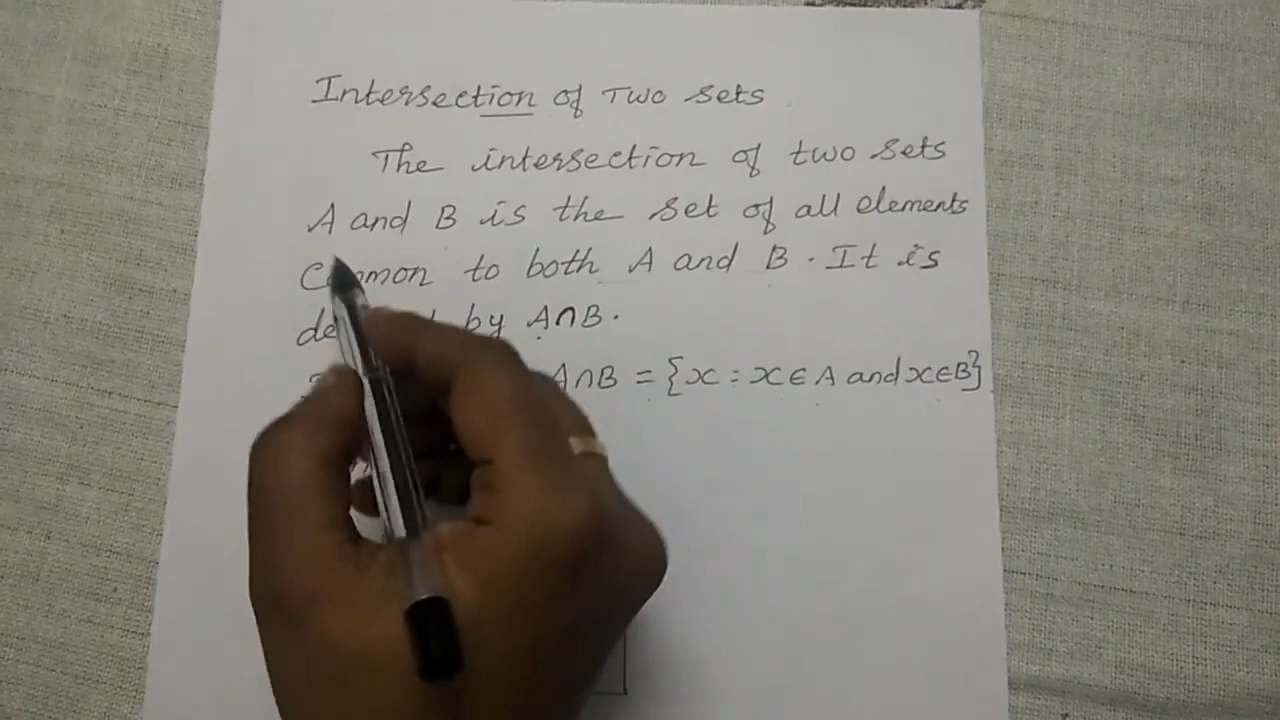 Intersection of Two sets
The intersection of two sets
A and B is the set of all elements
Common to both A and B. It is
by A∩B.
A∩B = {x : x∈A and x∈B}